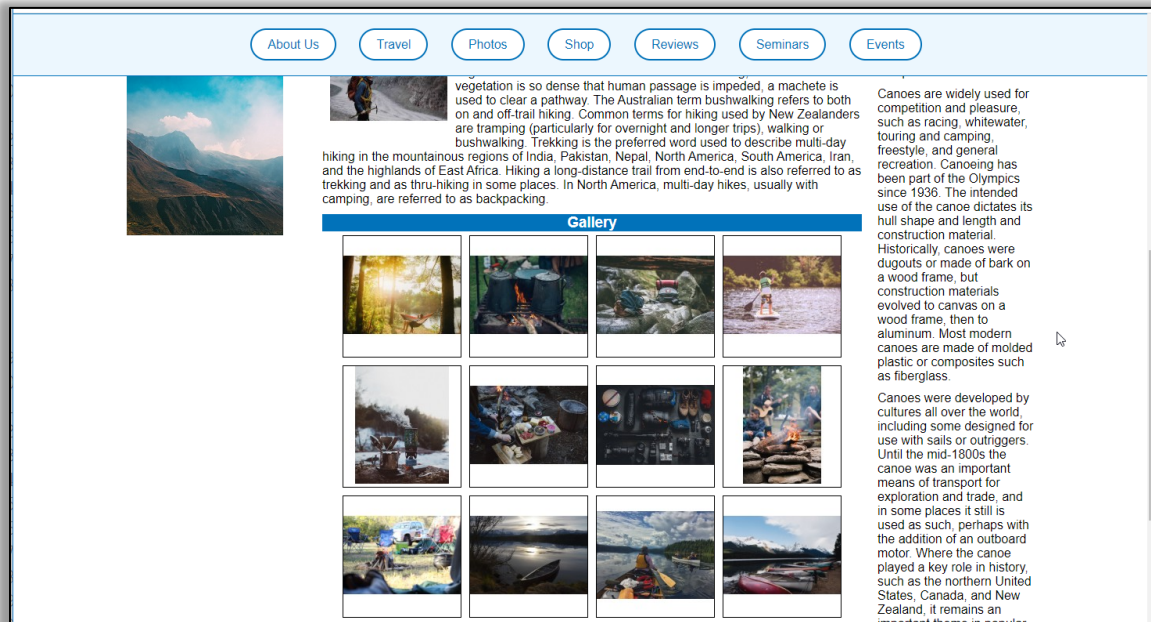 About Us
Travel
Photos
Shop
Reviews
Seminars
Events
vegetation is so dense that human passage is impeded, a machete is
used to clear a pathway. The Australian term bushwalking refers to both
on and off-trail hiking. Common terms for hiking used by New Zealanders
are tramping (particularly for overnight and longer trips), walking or
bushwalking. Trekking is the preferred word used to describe multi-day
hiking in the mountainous regions of India, Pakistan, Nepal, North America, South America, Iran,
and the highlands of East Africa. Hiking a long-distance trail from end-to-end is also referred to as
trekking and as thru-hiking in some places. In North America, multi-day hikes, usually with
camping, are referred to as backpacking.
Gallery
Canoes are widely used for
competition and pleasure,
such as racing, whitewater,
touring and camping,
freestyle, and general
recreation. Canoeing has
been part of the Olympics
since 1936. The intended
use of the canoe dictates its
hull shape and length and
construction material.
Historically, canoes were
dugouts or made of bark on
a wood frame, but
construction materials
evolved to canvas on a
wood frame, then to
aluminum. Most modern
canoes are made of molded
plastic or composites such
as fiberglass.
Canoes were developed by
cultures all over the world,
including some designed for
use with sails or outriggers.
Until the mid-1800s the
canoe was an important
means of transport for
exploration and trade, and
in some places it still is
used as such, perhaps with
the addition of an outboard
motor. Where the canoe
played a key role in history,
such as the northern United
States, Canada, and New
Zealand, it remains an
important theme in popular